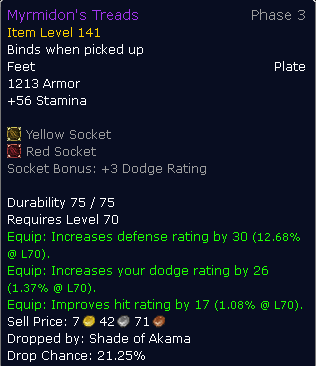 Myrmidon's Treads Phase 3
Item Level 141
Binds when picked up
Feet Plate
1213 Armor
+56 Stamina
Yellow Socket
Red Socket
Socket Bonus: +3 Dodge Rating
Durability 75 / 75
Requires Level 70
Equip: Increases defense rating by 30 (12.68%
@ L70).
Equip: Increases your dodge rating by 26
(1.37% @ L70).
Equip: Improves hit rating by 17 (1.08% @ L70).
Sell Price: 7 42 71
Dropped by: Shade of Akama
Drop Chance: 21.25%